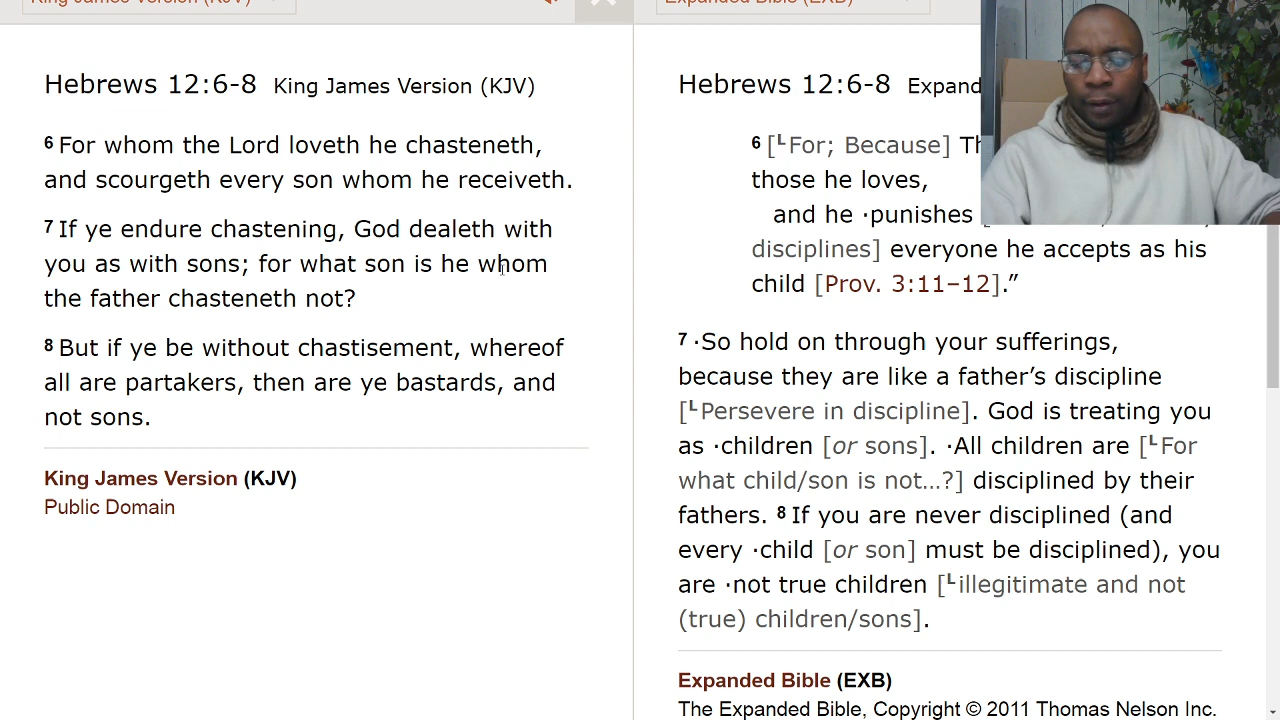 King James Version (KJV)
Hebrews 12:6-8 King James Version (KJV)
6 For whom the Lord loveth he chasteneth,
and scourgeth every son whom he receiveth.
7 If ye endure chastening, God dealeth with
you as with sons; for what son is he whom
the father chasteneth not?
8 But if ye be without chastisement, whereof
all are partakers, then are ye bastards, and
not sons.
King James Version (KJV)
Public Domain
Expanded Bible (EXB)
Hebrews 12:6-8
6 [ᴸFor; Because]
those he loves,
and he ·punishes [
disciplines] everyone he accepts as his
child [Prov. 3:11–12].”
7 ·So hold on through your sufferings,
because they are like a father’s discipline
[ᴸPersevere in discipline]. God is treating you
as ·children [or sons]. ·All children are [ᴸFor
what child/son is not…?] disciplined by their
fathers. 8 If you are never disciplined (and
every ·child [or son] must be disciplined), you
are ·not true children [ᴸillegitimate and not
(true) children/sons].
Expanded Bible (EXB)
The Expanded Bible, Copyright © 2011 Thomas Nelson Inc.